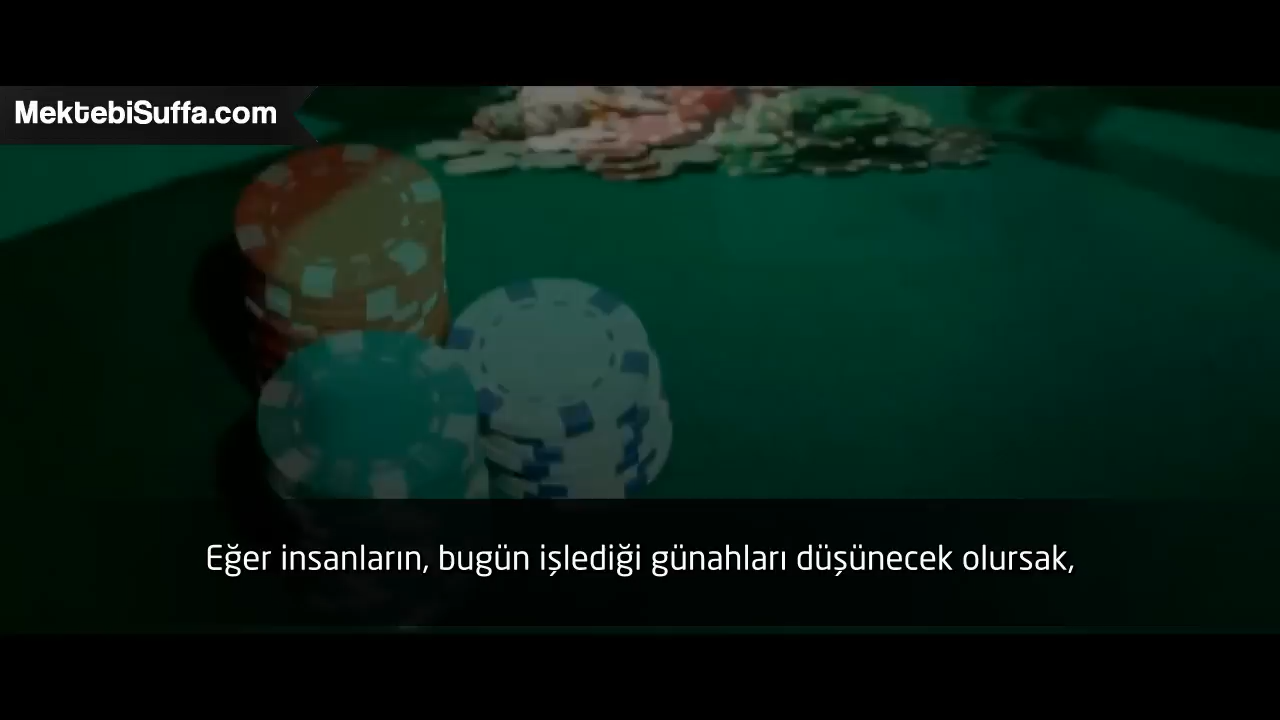 MektebiSuffa.com
Eğer insanların, bugün işlediği günahları düşünecek olursak,